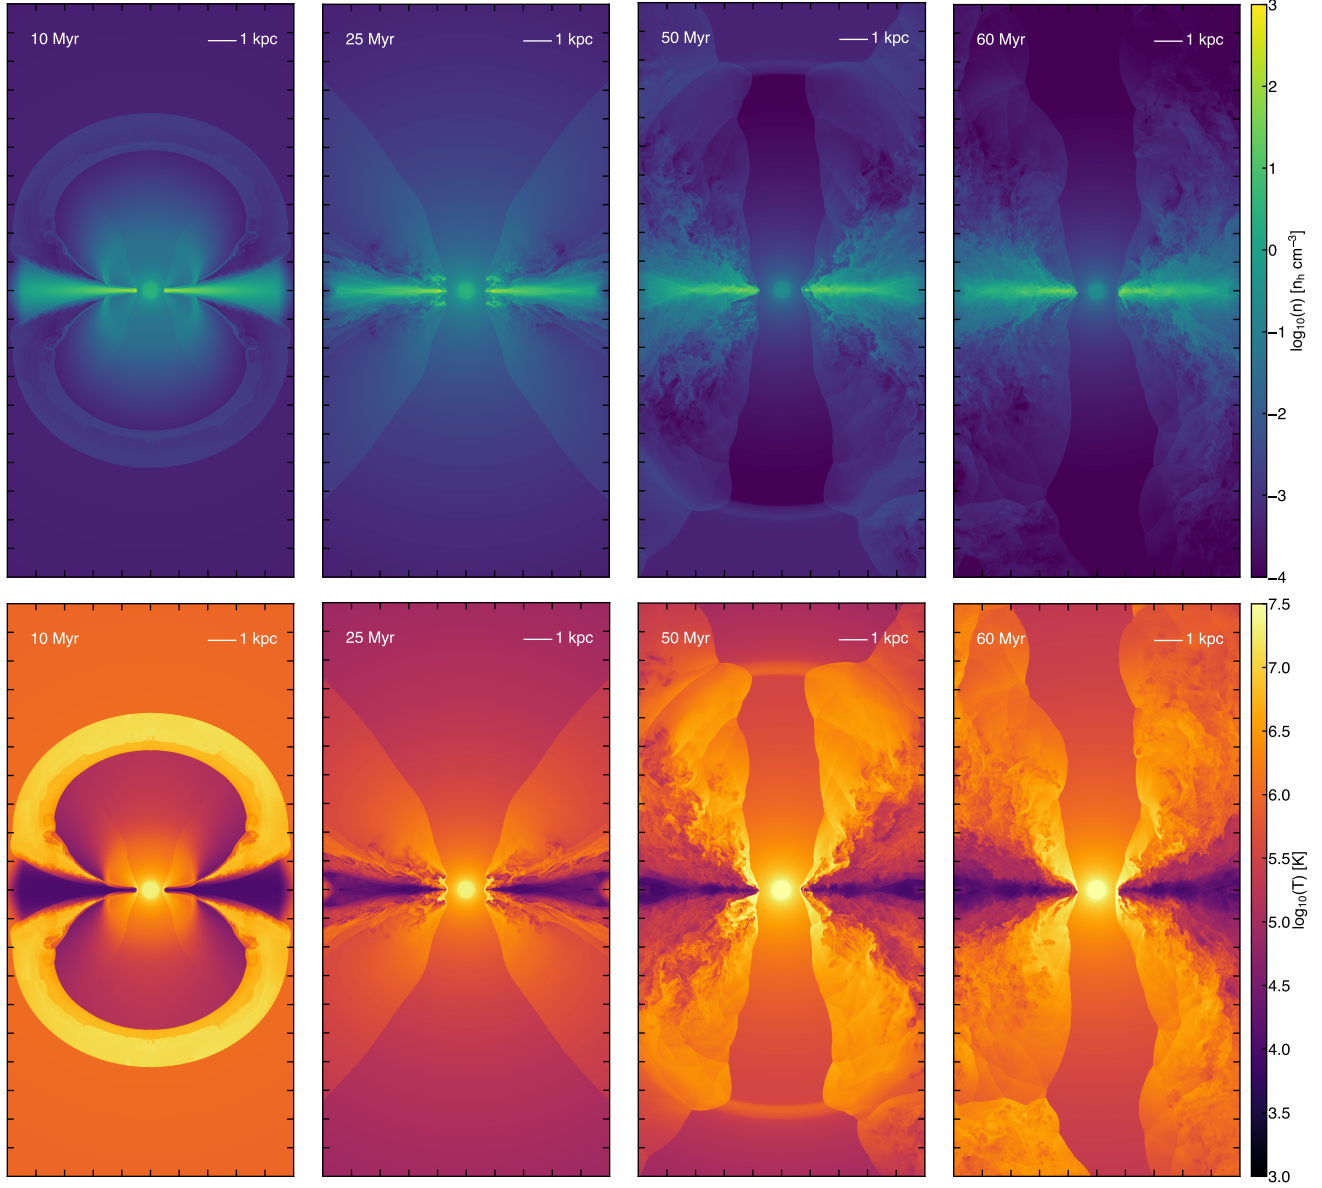 10 Myr 1 kpc
25 Myr 1 kpc
50 Myr 1 kpc
60 Myr 1 kpc
3
2
1
0
−1
−2
−3
−4
log₁₀(n) [nₕ cm⁻³]
10 Myr 1 kpc
25 Myr 1 kpc
50 Myr 1 kpc
60 Myr 1 kpc
7.5
7.0
6.5
6.0
5.5
5.0
4.5
4.0
3.5
3.0
log₁₀(T) [K]